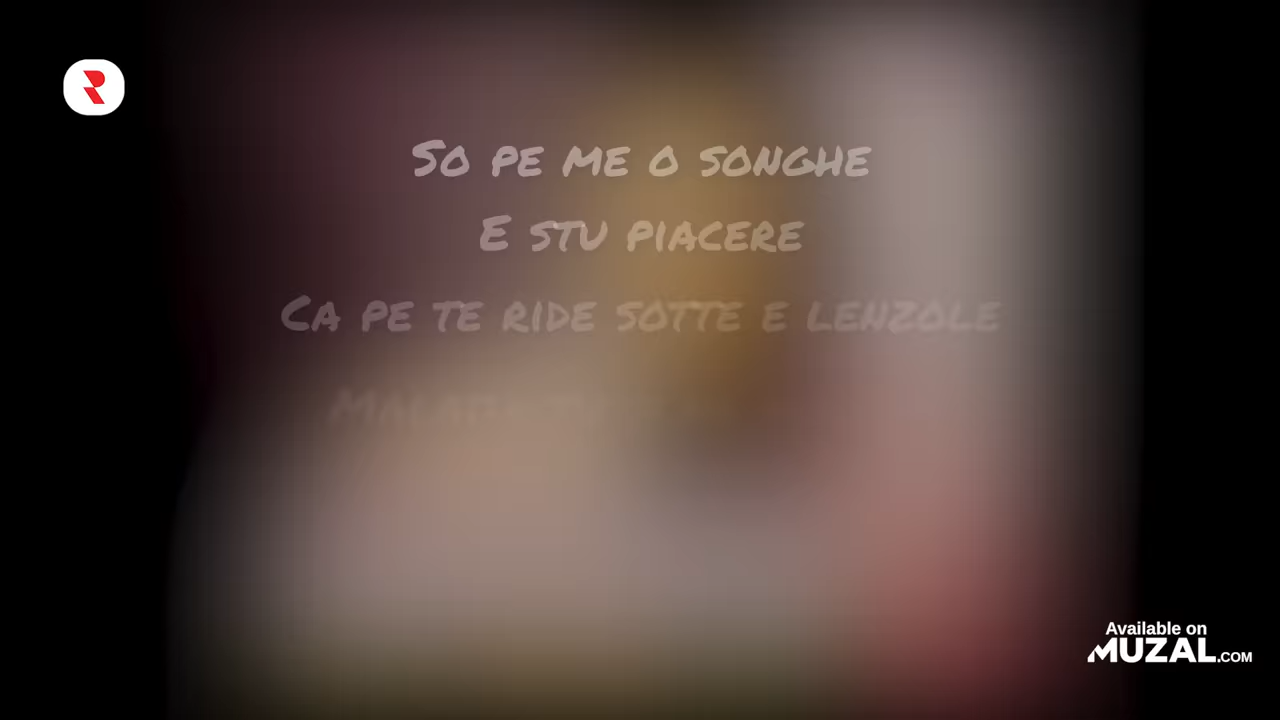 So pe me o songhe
E stu piacere
Ca pe te ride sotte e lenzole
Available on
MUZAL.COM